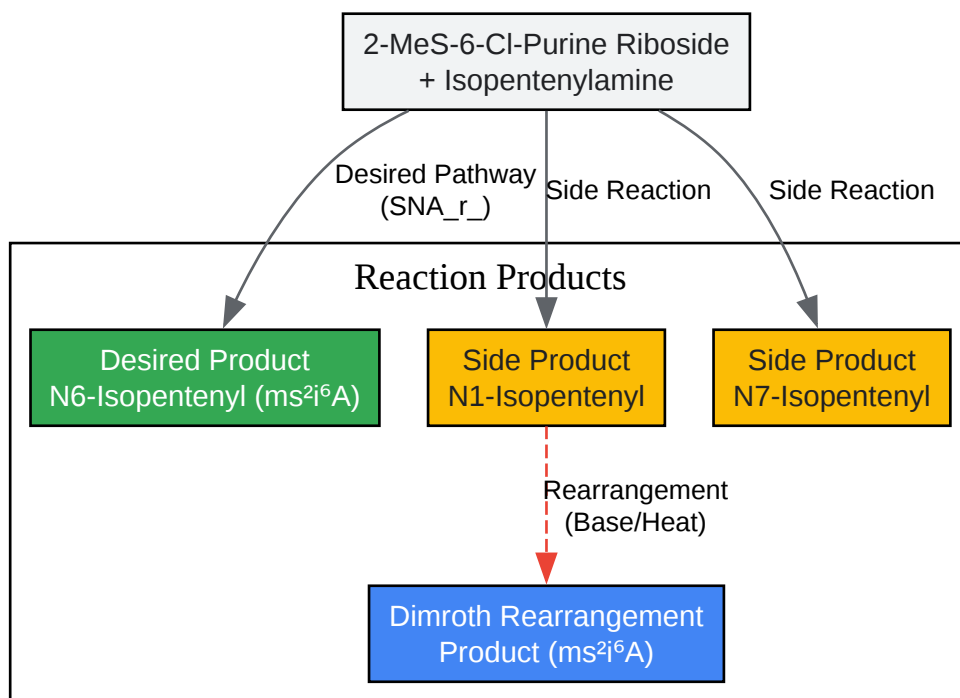 2-MeS-6-Cl-Purine Riboside
+ Isopentenylamine
Desired Pathway
(SNA_r_)
Side Reaction
Side Reaction
Reaction Products
Desired Product
N6-Isopentenyl (ms²i⁶A)
Side Product
N1-Isopentenyl
Side Product
N7-Isopentenyl
Rearrangement
(Base/Heat)
Dimroth Rearrangement
Product (ms²i⁶A)